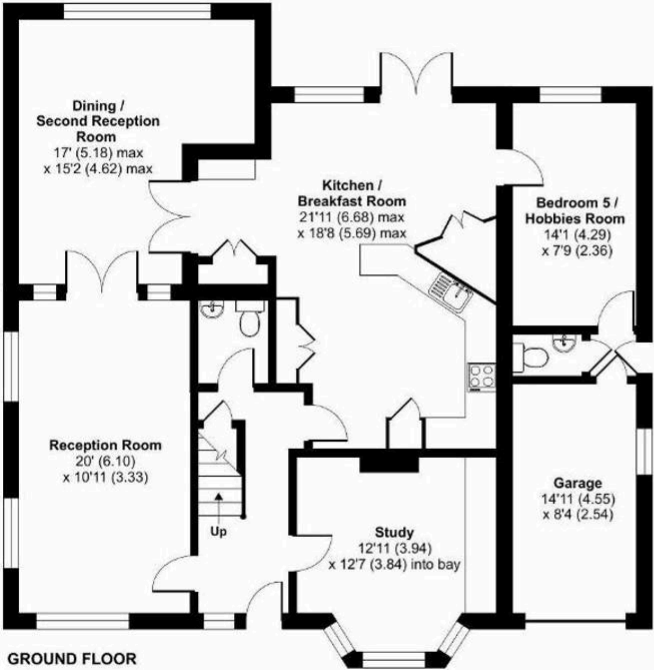 Dining /
Second Reception
Room
17' (5.18) max
x 15'2 (4.62) max
Kitchen /
Breakfast Room
21'11 (6.68) max
x 18'8 (5.69) max
Bedroom 5 /
Hobbies Room
14'1 (4.29)
x 7'9 (2.36)
Reception Room
20' (6.10)
x 10'11 (3.33)
Up
Study
12'11 (3.94)
x 12'7 (3.84) into bay
Garage
14'11 (4.55)
x 8'4 (2.54)
GROUND FLOOR